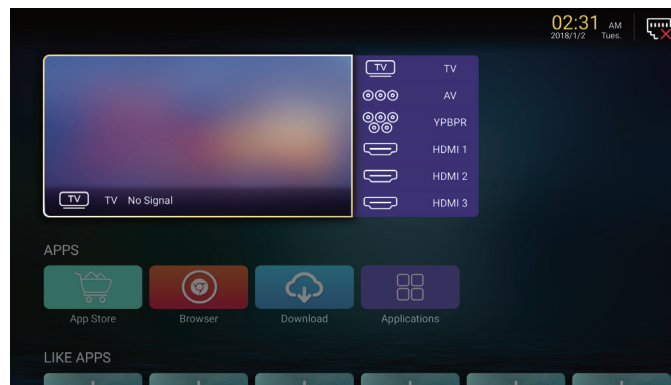 02:31 AM
2018/1/2 Tues.
TV TV
AV
YPBPR
HDMI 1
HDMI 2
HDMI 3
TV TV No Signal
APPS
App Store
Browser
Download
Applications
LIKE APPS